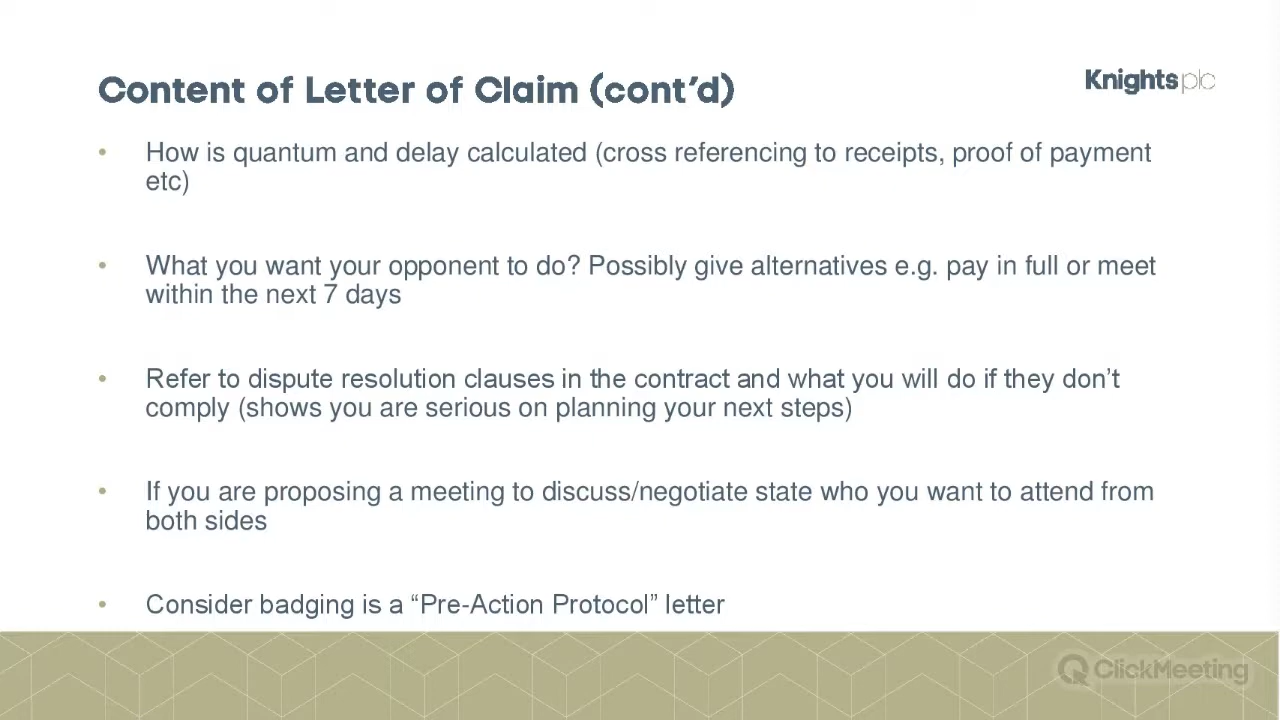 Content of Letter of Claim (cont'd)
Knights plc
• How is quantum and delay calculated (cross referencing to receipts, proof of payment
etc)
• What you want your opponent to do? Possibly give alternatives e.g. pay in full or meet
within the next 7 days
• Refer to dispute resolution clauses in the contract and what you will do if they don't
comply (shows you are serious on planning your next steps)
• If you are proposing a meeting to discuss/negotiate state who you want to attend from
both sides
• Consider badging is a “Pre-Action Protocol” letter
ClickMeeting